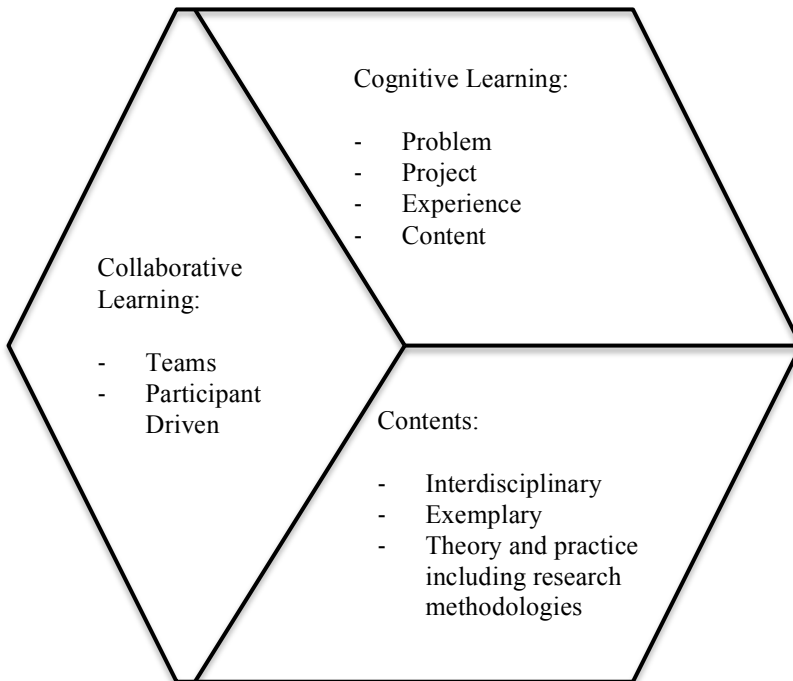 Cognitive Learning:
- Problem
- Project
- Experience
- Content
Collaborative
Learning:
- Teams
- Participant
Driven
Contents:
- Interdisciplinary
- Exemplary
- Theory and practice
including research
methodologies